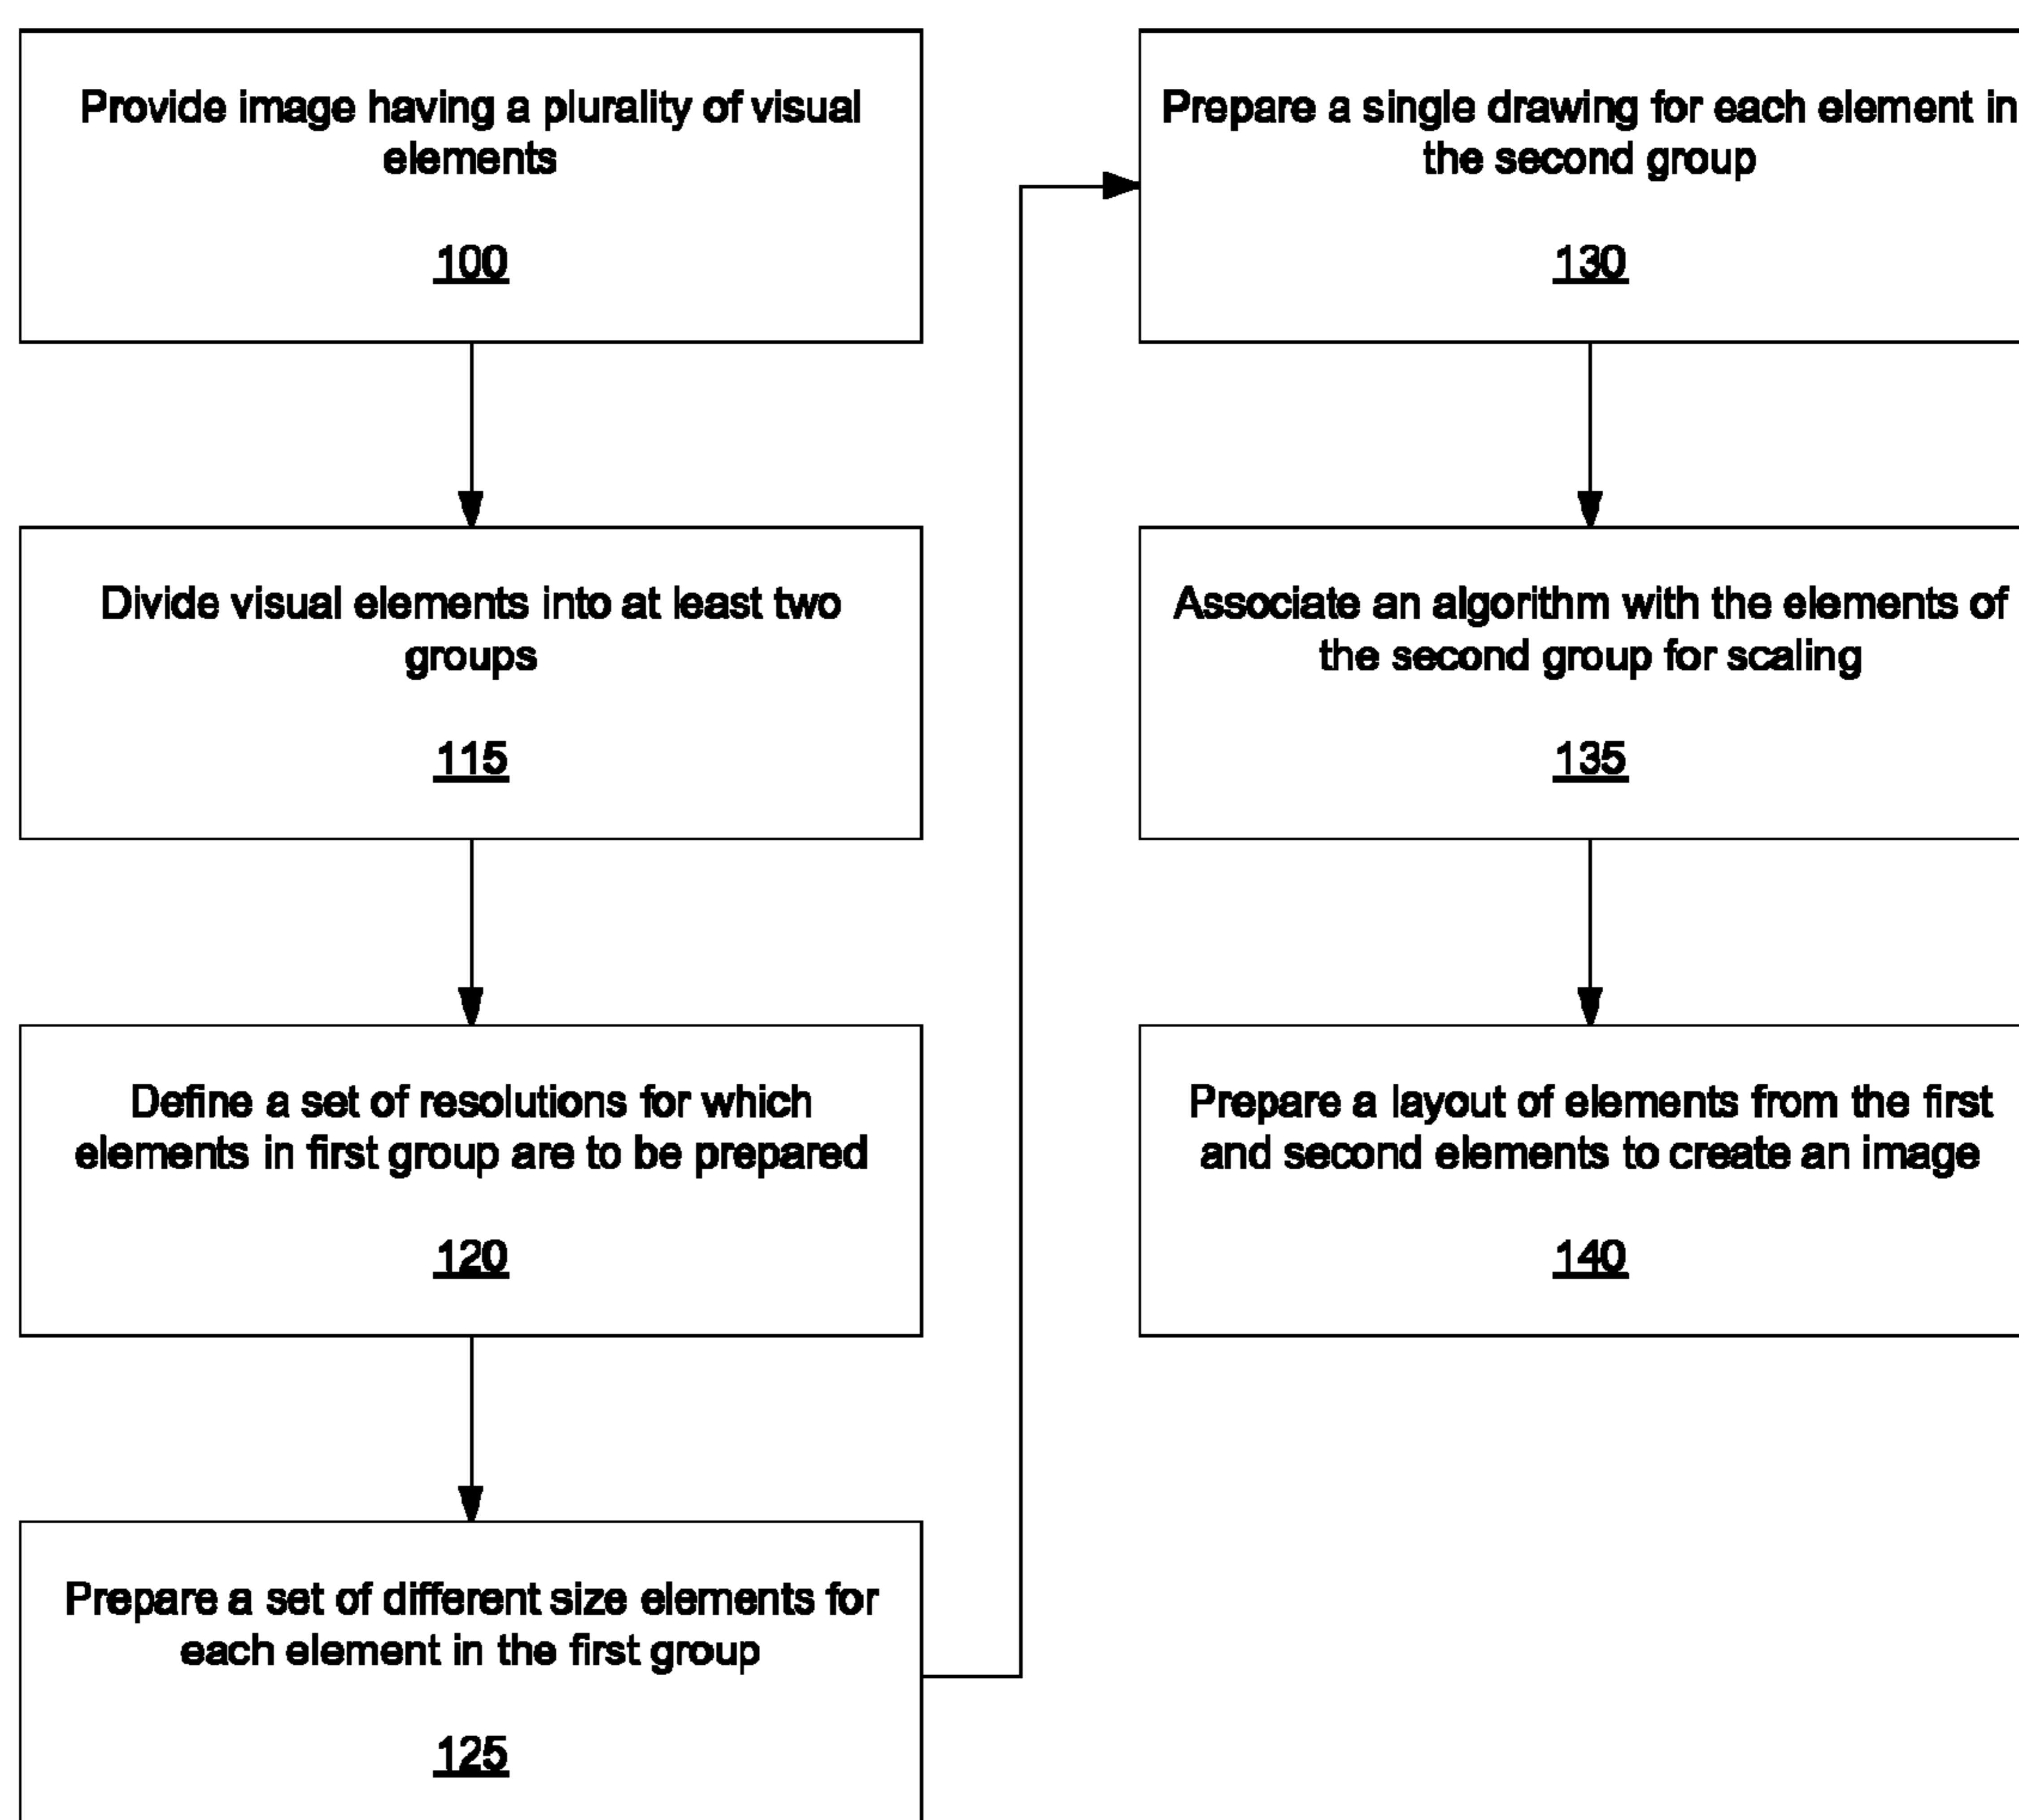 Provide image having a plurality of visual
elements
100
Divide visual elements into at least two
groups
115
Define a set of resolutions for which
elements in first group are to be prepared
120
Prepare a set of different size elements for
each element in the first group
125
Prepare a single drawing for each element in
the second group
130
Associate an algorithm with the elements of
the second group for scaling
135
Prepare a layout of elements from the first
and second elements to create an image
140